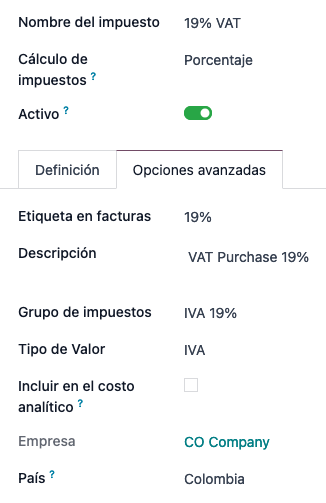 Nombre del impuesto 19% VAT
Cálculo de impuestos ? Porcentaje
Activo ?
Definición Opciones avanzadas
Etiqueta en facturas 19%
Descripción VAT Purchase 19%
Grupo de impuestos IVA 19%
Tipo de Valor IVA
Incluir en el costo
analítico ?
Empresa CO Company
País ? Colombia